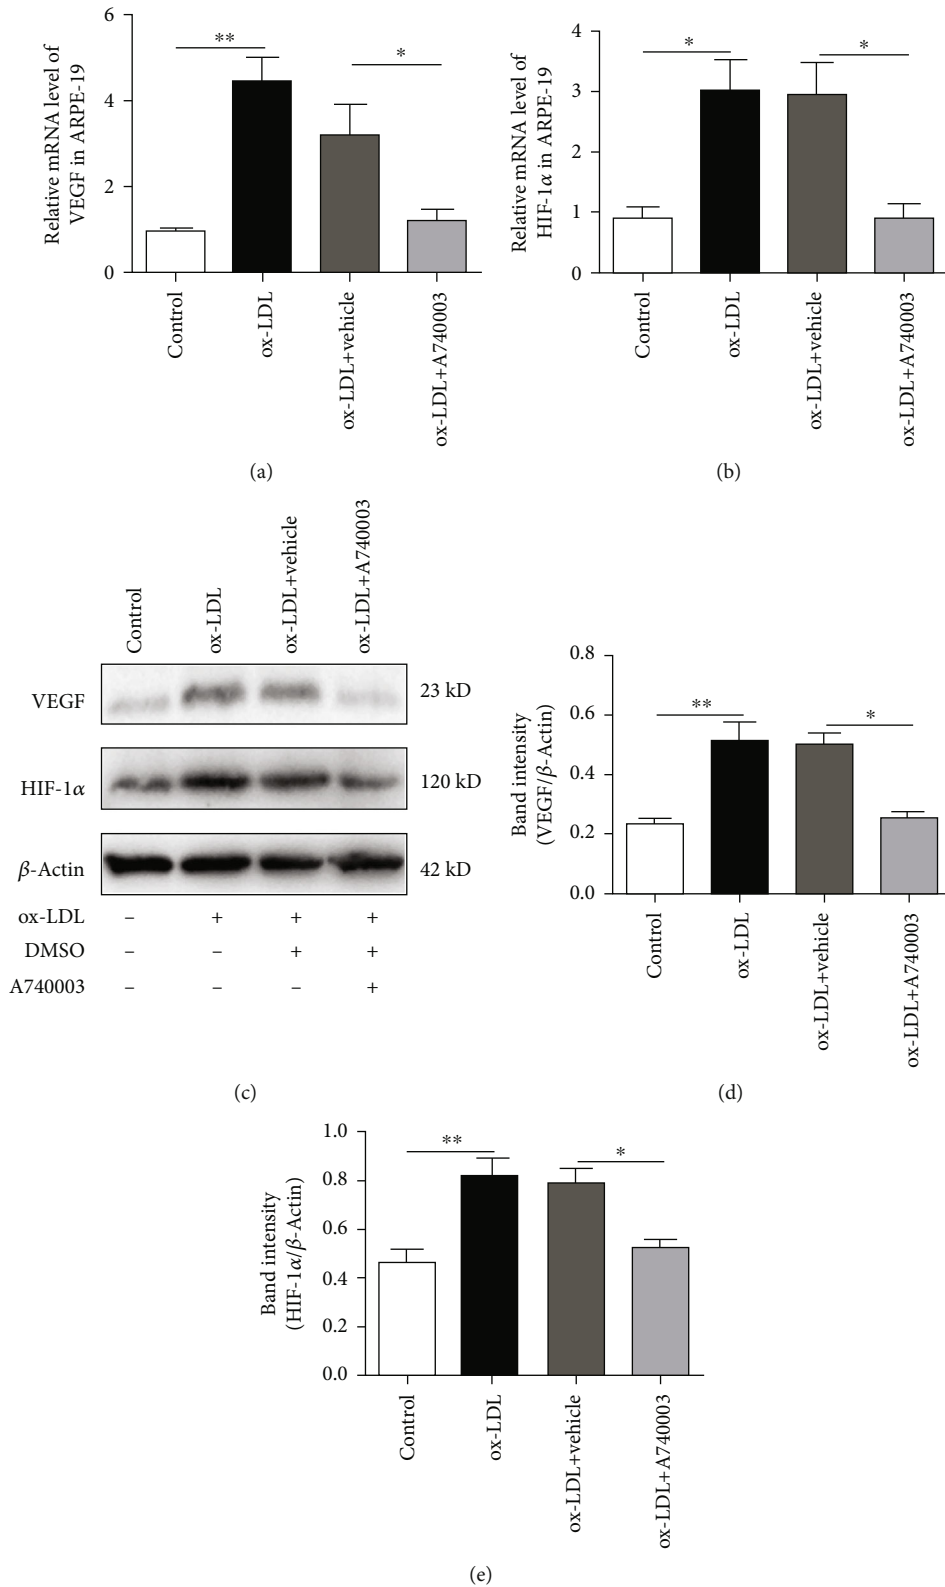 Relative mRNA level of
VEGF in ARPE-19
6
4
2
0
**
*
Control
ox-LDL
ox-LDL+vehicle
ox-LDL+A740003
(a)
Relative mRNA level of
HIF-1α in ARPE-19
4
3
2
1
0
*
*
Control
ox-LDL
ox-LDL+vehicle
ox-LDL+A740003
(b)
Control
ox-LDL
ox-LDL+vehicle
ox-LDL+A740003
VEGF 23 kD
HIF-1α 120 kD
β-Actin 42 kD
ox-LDL – + + +
DMSO – – + +
A740003 – – – +
(c)
Band intensity
(VEGF/β-Actin)
0.8
0.6
0.4
0.2
0.0
**
*
Control
ox-LDL
ox-LDL+vehicle
ox-LDL+A740003
(d)
Band intensity
(HIF-1α/β-Actin)
1.0
0.8
0.6
0.4
0.2
0.0
**
*
Control
ox-LDL
ox-LDL+vehicle
ox-LDL+A740003
(e)